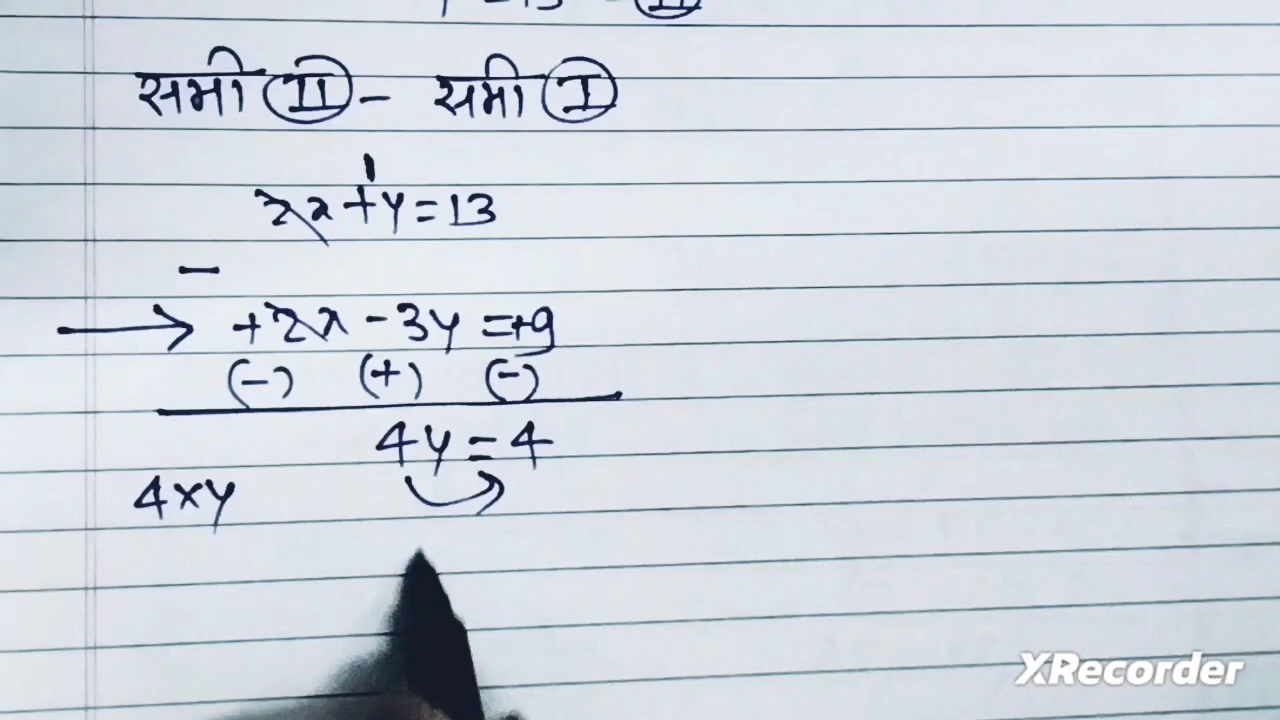 समी II - समी I
2x + y = 13
-
→ +2x - 3y = +9
(-) (+) (-)
4y = 4
4×y
XRecorder